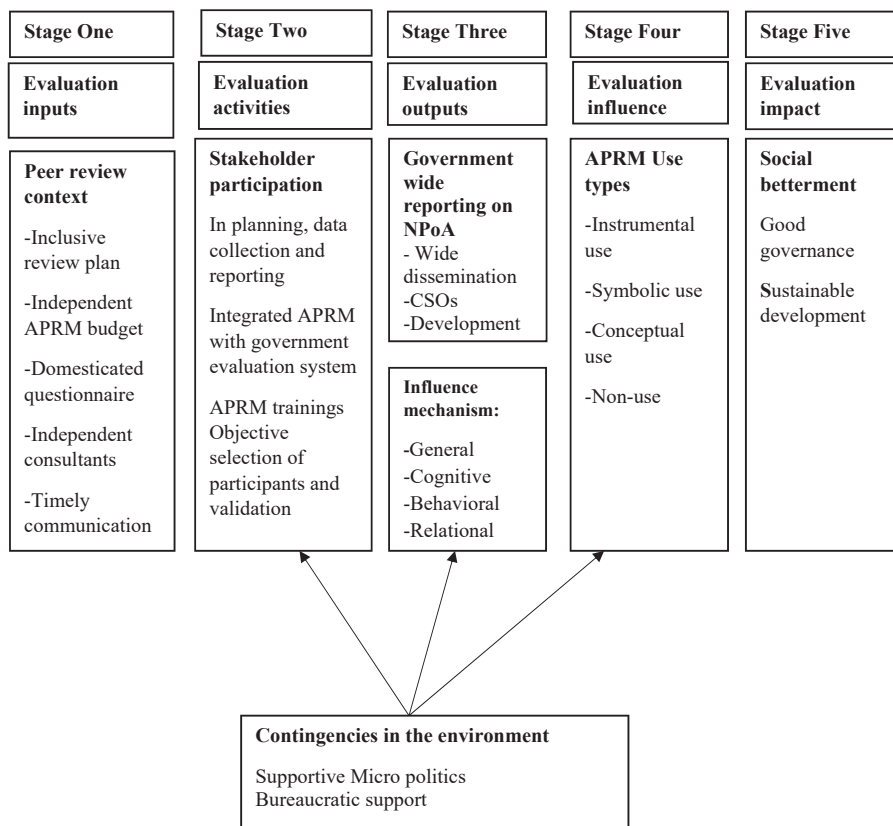 Stage One
Stage Two
Stage Three
Stage Four
Stage Five
Evaluation
inputs
Evaluation
activities
Evaluation
outputs
Evaluation
influence
Evaluation
impact
Peer review
context
-Inclusive
review plan
-Independent
APRM budget
-Domesticated
questionnaire
-Independent
consultants
-Timely
communication
Stakeholder
participation
In planning, data
collection and
reporting
Integrated APRM
with government
evaluation system
APRM trainings
Objective
selection of
participants and
validation
Government
wide
reporting on
NPoA
- Wide
dissemination
-CSOs
-Development
Influence
mechanism:
-General
-Cognitive
-Behavioral
-Relational
APRM Use
types
-Instrumental
use
-Symbolic use
-Conceptual
use
-Non-use
Social
betterment
Good
governance
Sustainable
development
Contingencies in the environment
Supportive Micro politics
Bureaucratic support